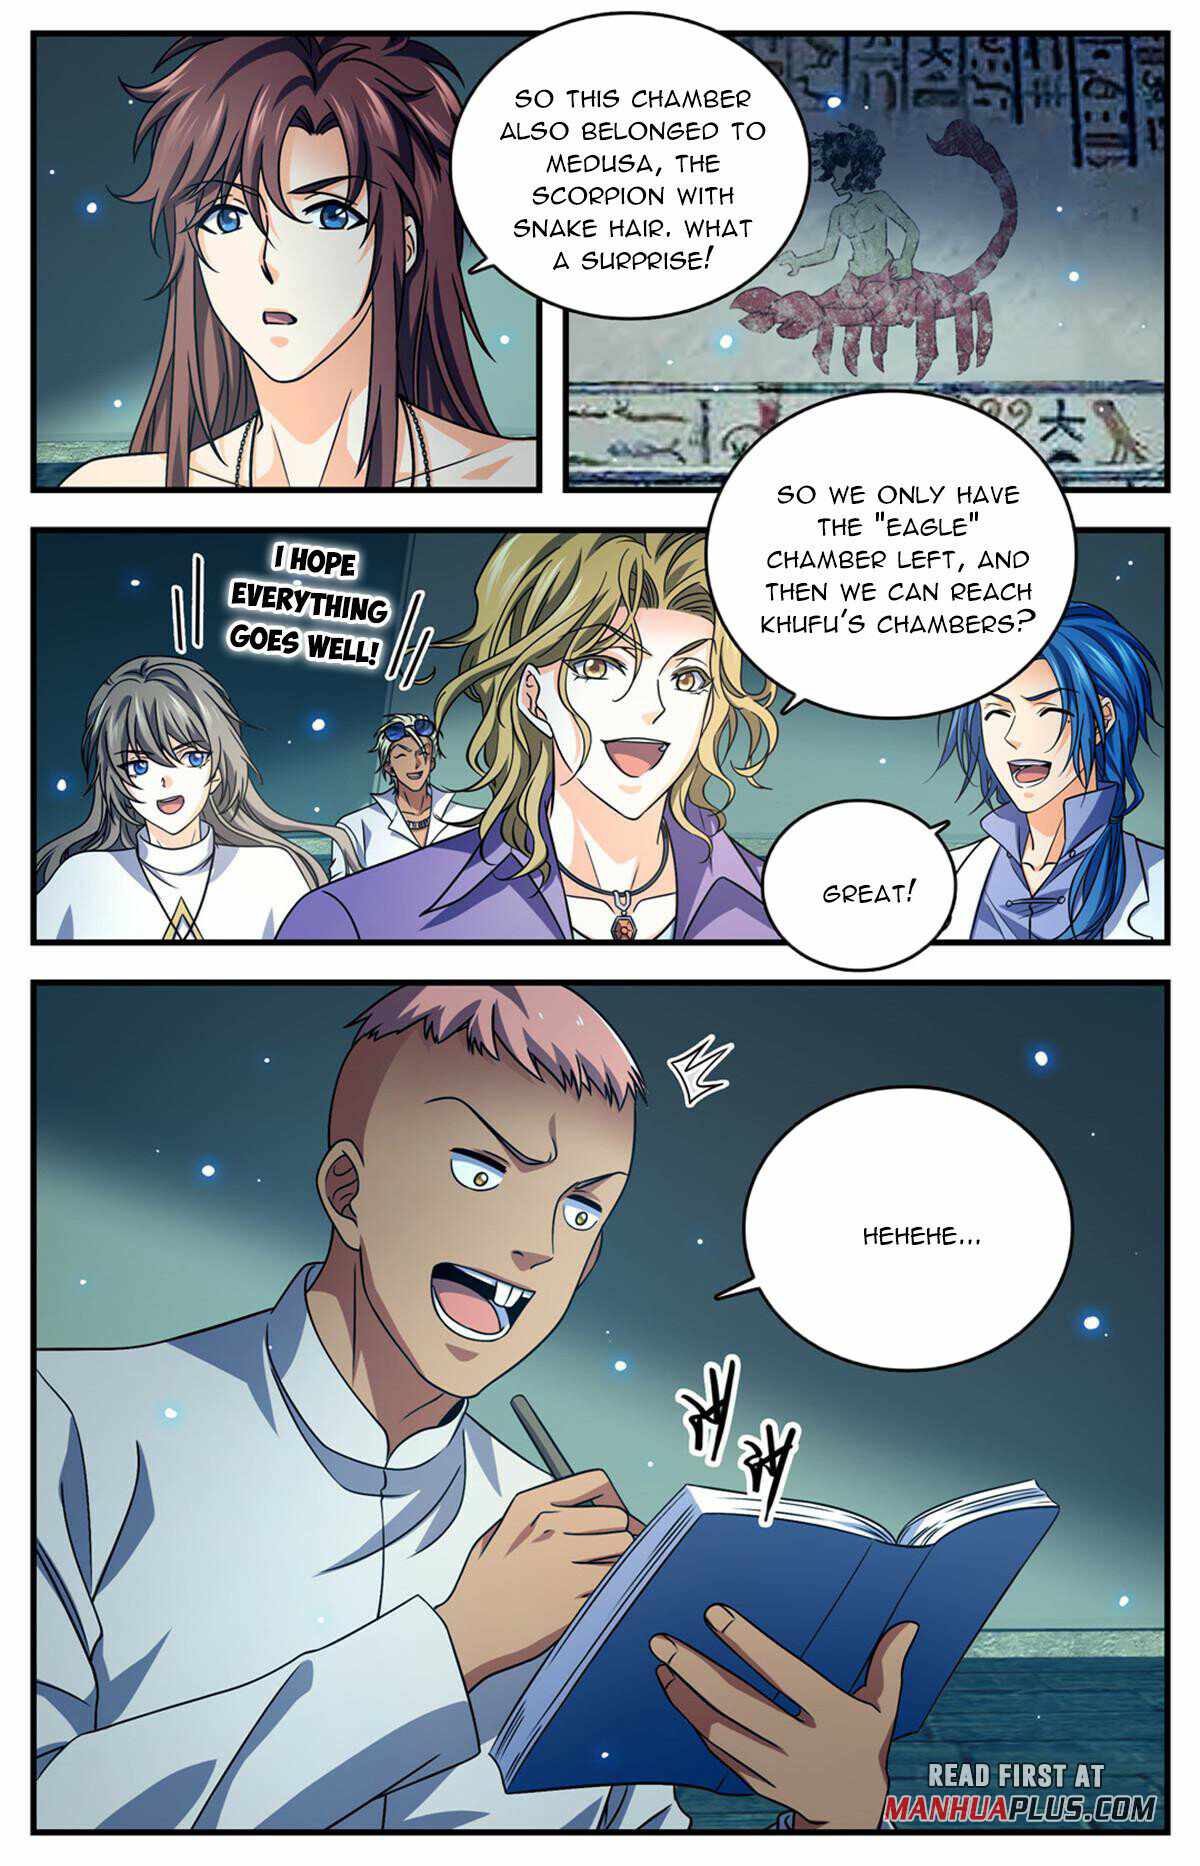 SO THIS CHAMBER
ALSO BELONGED TO
MEDUSA, THE
SCORPION WITH
SNAKE HAIR. WHAT
A SURPRISE!
SO WE ONLY HAVE
THE "EAGLE"
CHAMBER LEFT, AND
THEN WE CAN REACH
KHUFU'S CHAMBERS?
I HOPE
EVERYTHING
GOES WELL!
GREAT!
HEHEHE...
READ FIRST AT
MANHUAPLUS.COM